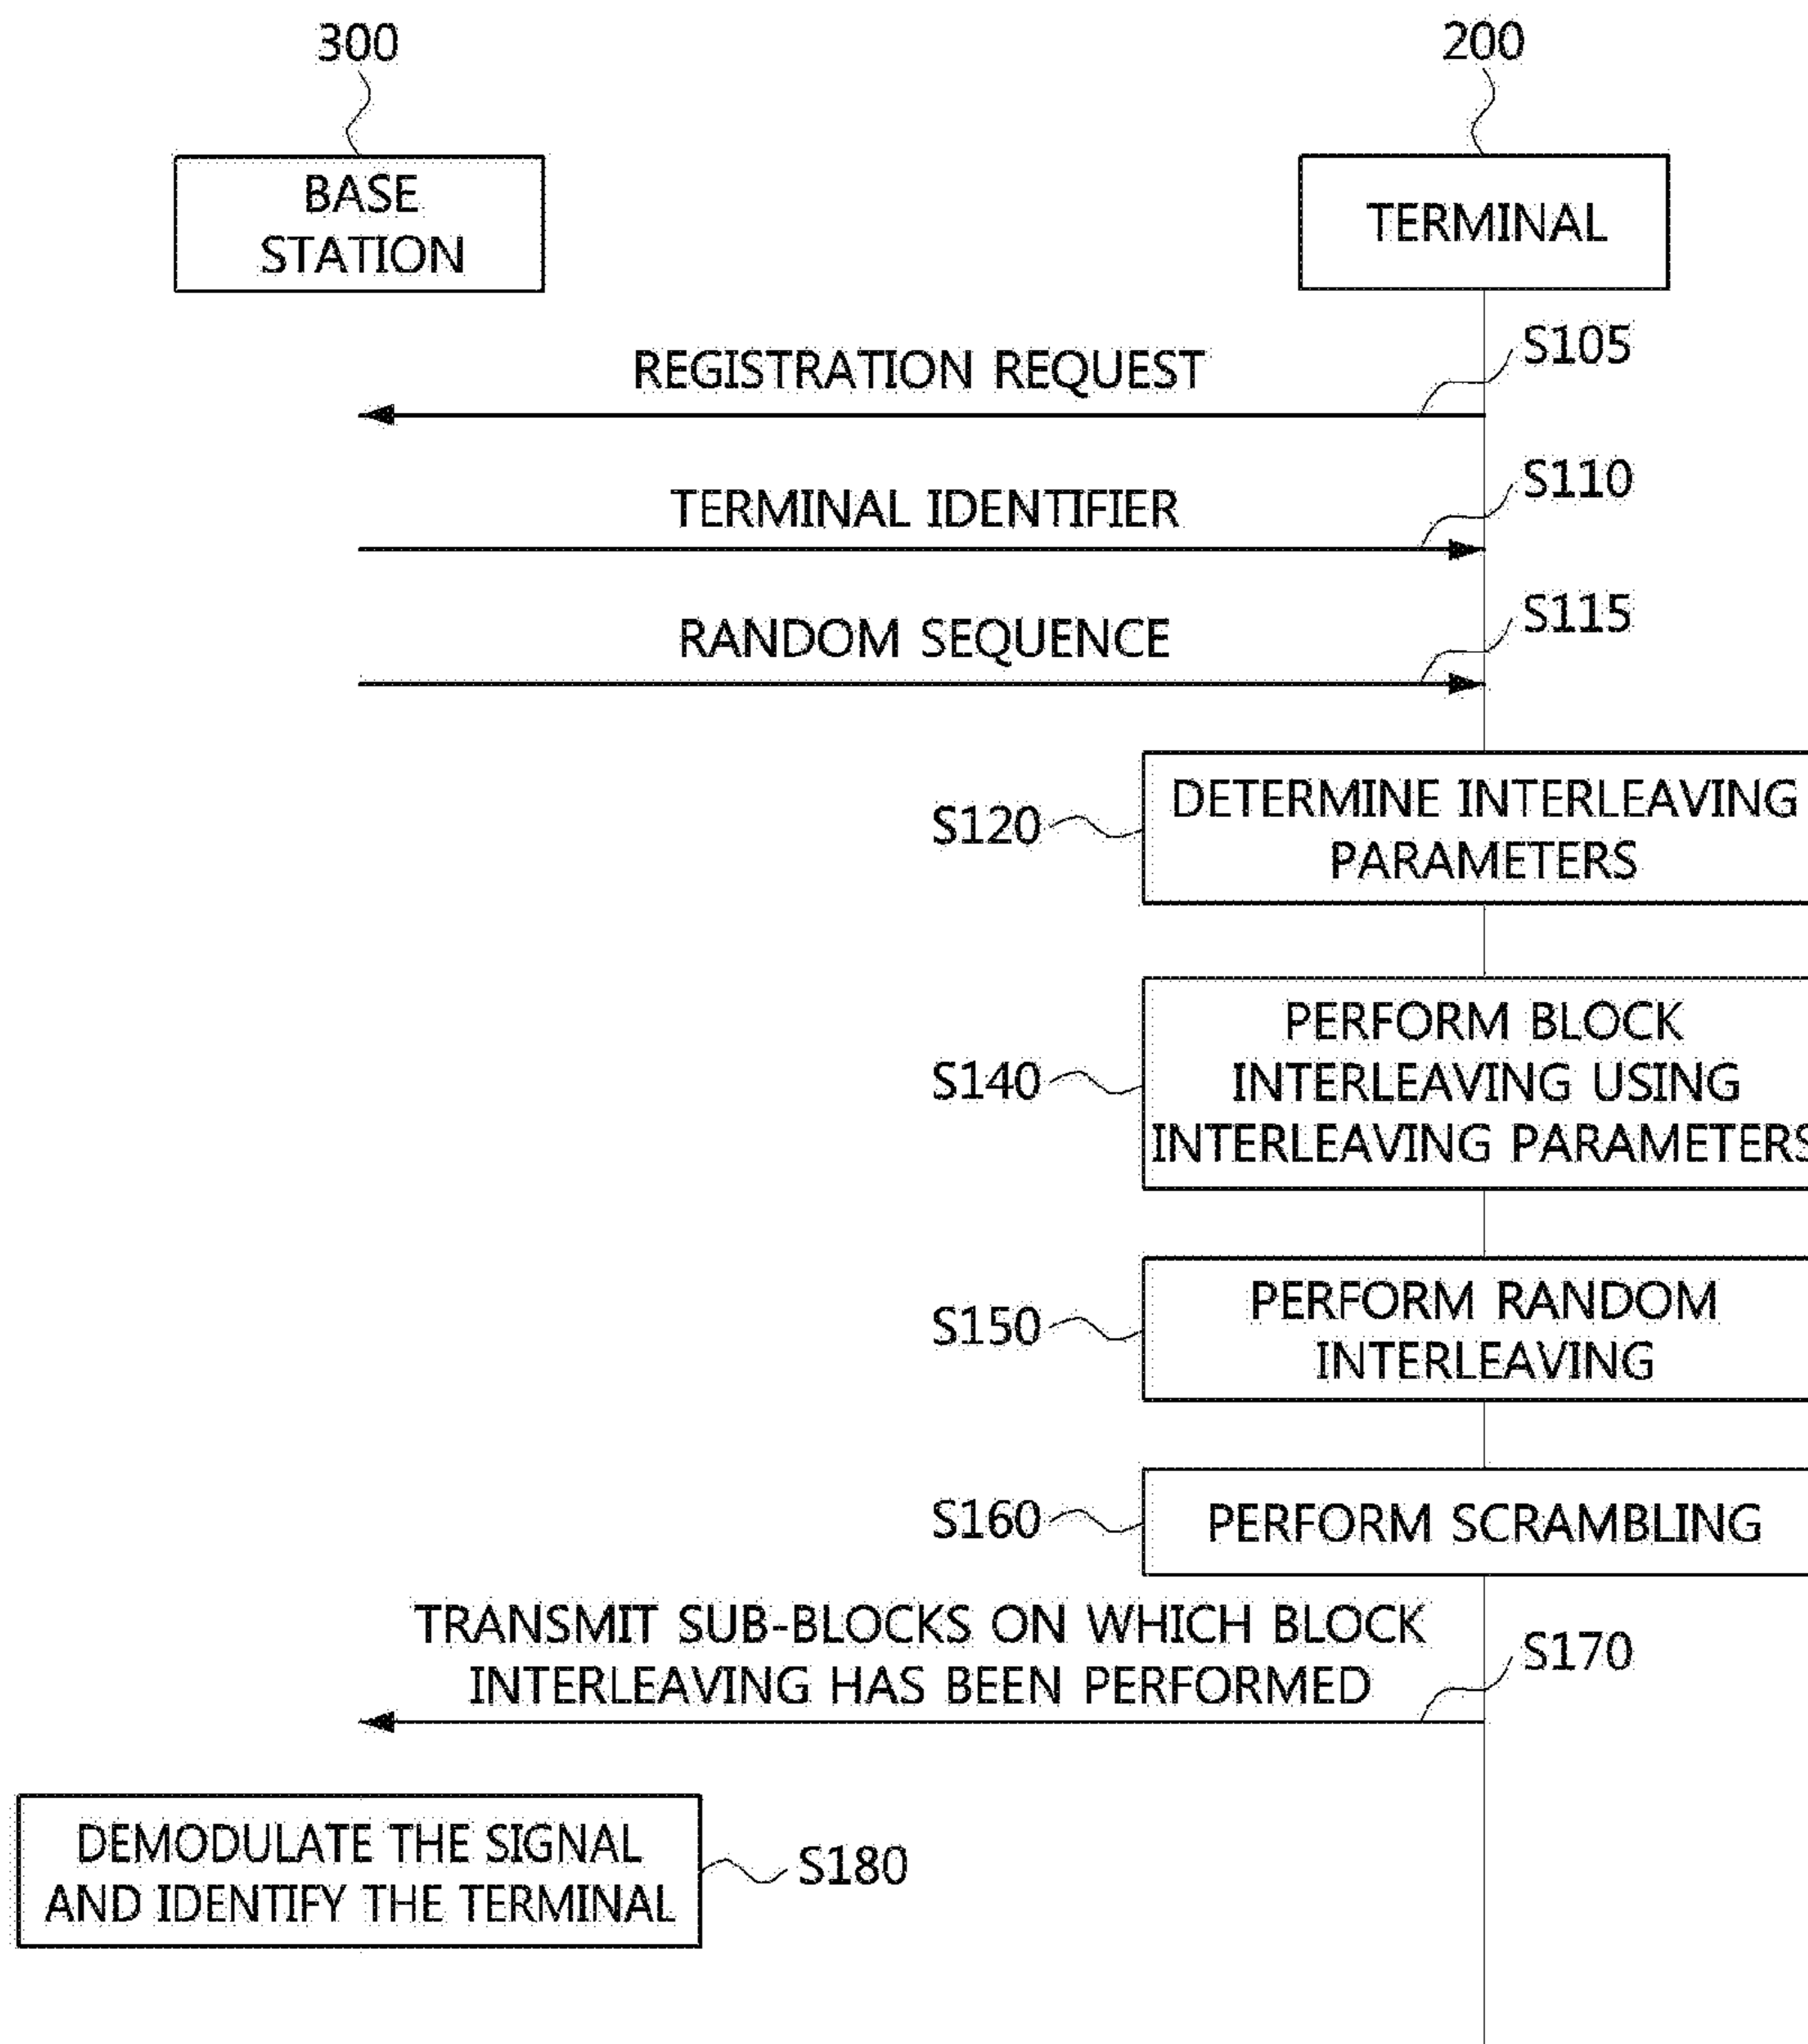 300
200
BASE
STATION
TERMINAL
REGISTRATION REQUEST
S105
TERMINAL IDENTIFIER
S110
RANDOM SEQUENCE
S115
DETERMINE INTERLEAVING
PARAMETERS
S120
PERFORM BLOCK
INTERLEAVING USING
INTERLEAVING PARAMETERS
S140
PERFORM RANDOM
INTERLEAVING
S150
PERFORM SCRAMBLING
S160
TRANSMIT SUB-BLOCKS ON WHICH BLOCK
INTERLEAVING HAS BEEN PERFORMED
S170
DEMODULATE THE SIGNAL
AND IDENTIFY THE TERMINAL
S180